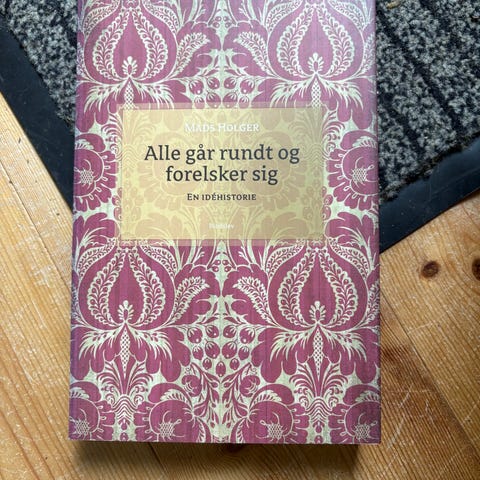 MADS HOLGER
Alle går rundt og
forelsker sig
EN IDÉHISTORIE